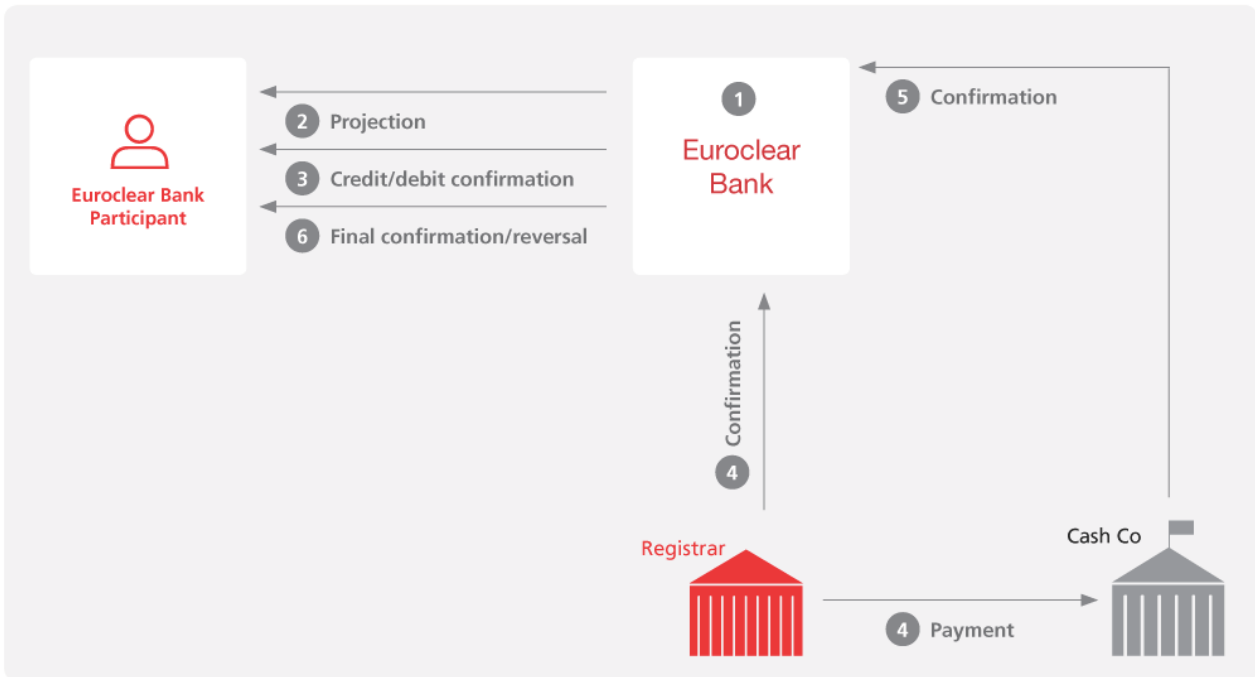 1
Euroclear
Bank
5 Confirmation
2 Projection
3 Credit/debit confirmation
6 Final confirmation/reversal
Euroclear Bank
Participant
4 Confirmation
Registrar
Cash Co
4 Payment